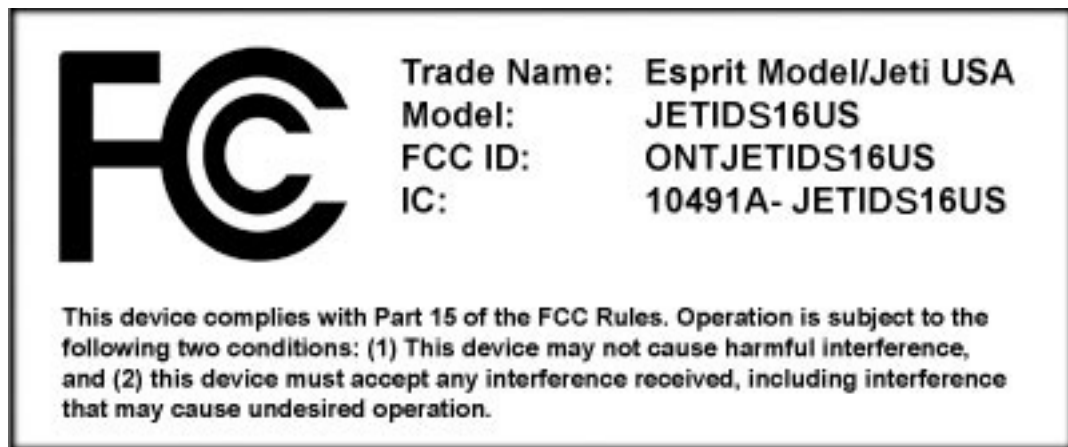 FC Trade Name: Esprit Model/Jeti USA
Model: JETIDS16US
FCC ID: ONTJETIDS16US
IC: 10491A- JETIDS16US
This device complies with Part 15 of the FCC Rules. Operation is subject to the
following two conditions: (1) This device may not cause harmful interference,
and (2) this device must accept any interference received, including interference
that may cause undesired operation.